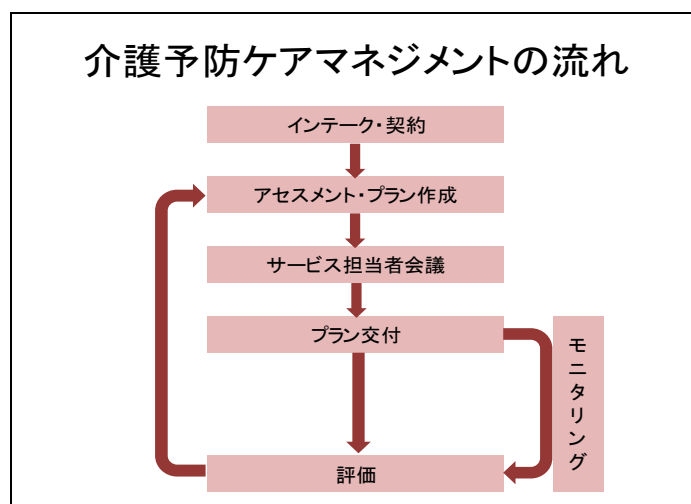 介護予防ケアマネジメントの流れ
インテーク・契約
アセスメント・プラン作成
サービス担当者会議
プラン交付
モニタリング
評価